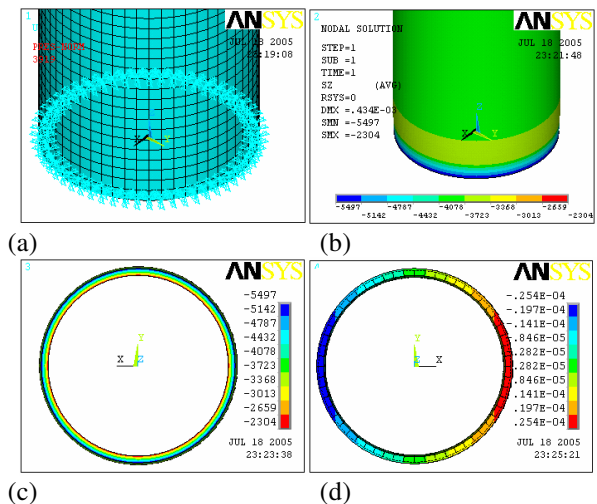 1
ANSYS
U
JUL 18 2005
23:19:08
X
Y
2
ANSYS
NODAL SOLUTION
JUL 18 2005
23:21:48
STEP=1
SUB =1
TIME=1
SZ (AVG)
RSYS=0
DMX =.434E-03
SMN =-5497
SMX =-2304
X
Y
-5497 -4787 -4078 -3368 -2659
-5142 -4432 -3723 -3013 -2304
(a)
(b)
3
ANSYS
-5497
-5142
-4787
-4432
-4078
-3723
-3368
-3013
-2659
-2304
Y
X
Z
JUL 18 2005
23:23:38
ANSYS
-.254E-04
-.197E-04
-.141E-04
-.846E-05
-.282E-05
.282E-05
.846E-05
.141E-04
.197E-04
.254E-04
Y
Z
X
JUL 18 2005
23:25:21
(c)
(d)